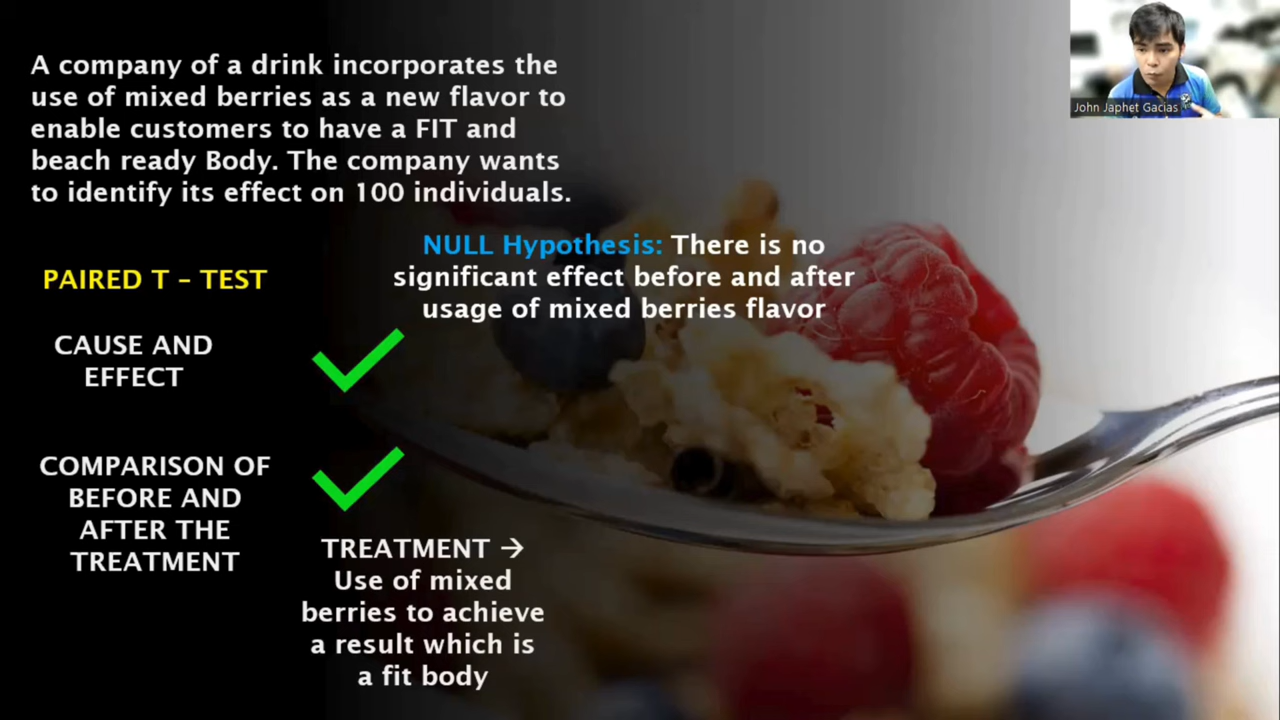 A company of a drink incorporates the
use of mixed berries as a new flavor to
enable customers to have a FIT and
beach ready Body. The company wants
to identify its effect on 100 individuals.
NULL Hypothesis: There is no
significant effect before and after
usage of mixed berries flavor
PAIRED T – TEST
CAUSE AND
EFFECT
COMPARISON OF
BEFORE AND
AFTER THE
TREATMENT
TREATMENT →
Use of mixed
berries to achieve
a result which is
a fit body
John Japhet Gacias